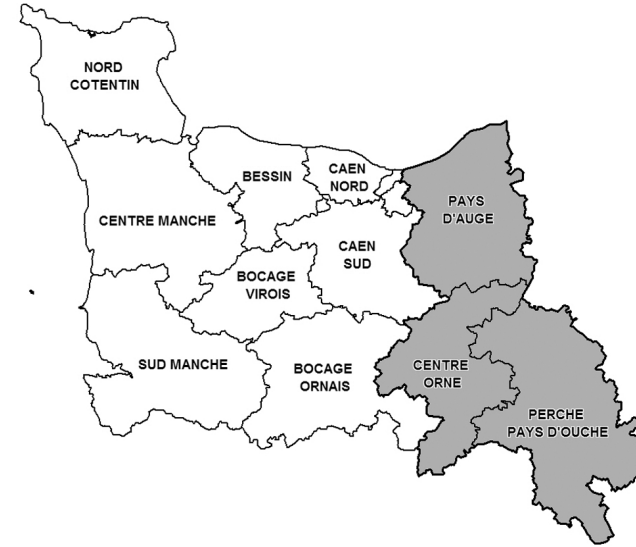 NORD
COTENTIN
BESSIN
CAEN
NORD
PAYS
D'AUGE
CENTRE MANCHE
CAEN
SUD
BOCAGE
VIROIS
SUD MANCHE
BOCAGE
ORNAIS
CENTRE
ORNE
PERCHE
PAYS D'OUCHE